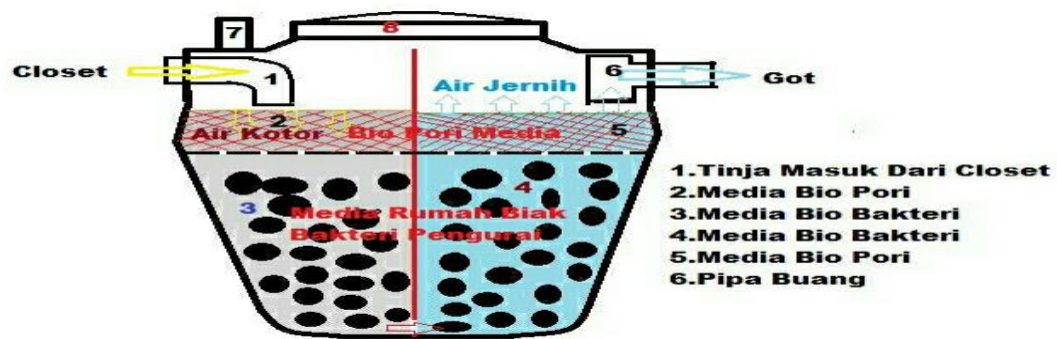 7
8
Closet
1
6
Got
Air Jernih
2
Air Kotor
Bio Pori Media
5
3
4
Media Rumah Biak
Bakteri Pengurai
1.Tinja Masuk Dari Closet
2.Media Bio Pori
3.Media Bio Bakteri
4.Media Bio Bakteri
5.Media Bio Pori
6.Pipa Buang